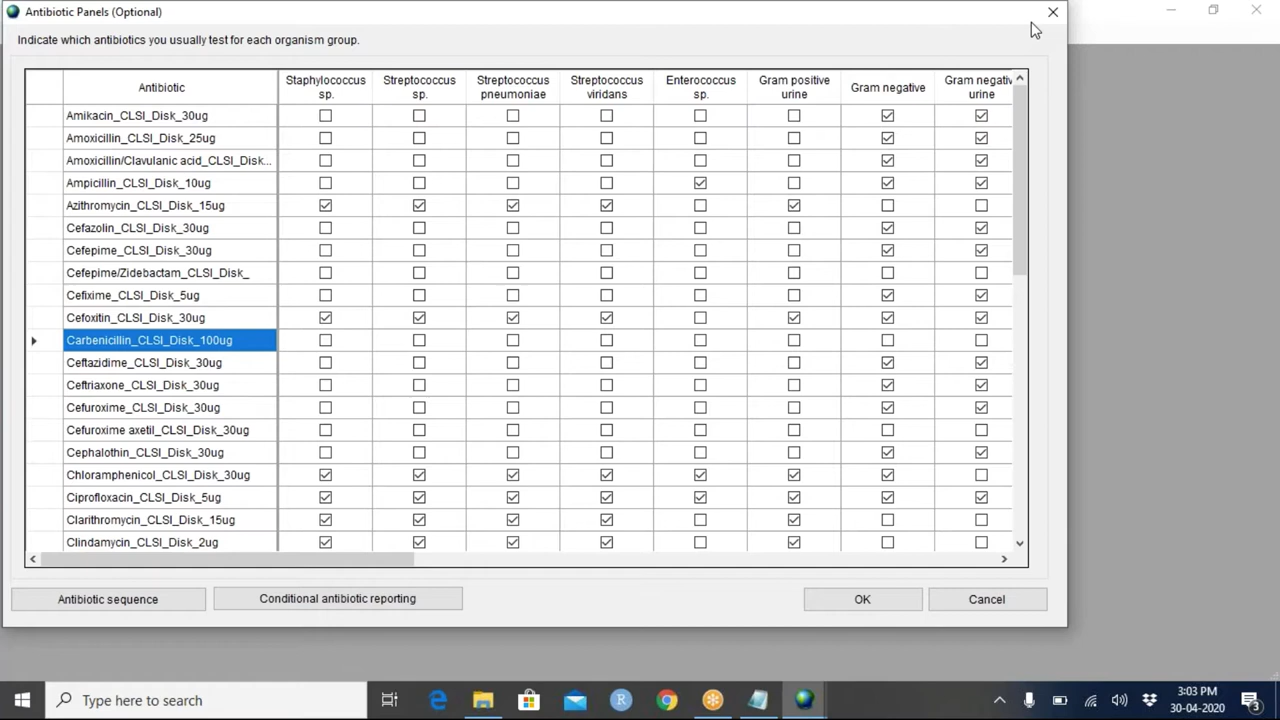 Antibiotic Panels (Optional)
Indicate which antibiotics you usually test for each organism group.
Antibiotic
Staphylococcus sp.
Streptococcus sp.
Streptococcus pneumoniae
Streptococcus viridans
Enterococcus sp.
Gram positive urine
Gram negative
Gram negativ urine
Amikacin_CLSI_Disk_30ug
Amoxicillin_CLSI_Disk_25ug
Amoxicillin/Clavulanic acid_CLSI_Disk...
Ampicillin_CLSI_Disk_10ug
Azithromycin_CLSI_Disk_15ug
Cefazolin_CLSI_Disk_30ug
Cefepime_CLSI_Disk_30ug
Cefepime/Zidebactam_CLSI_Disk_
Cefixime_CLSI_Disk_5ug
Cefoxitin_CLSI_Disk_30ug
Carbenicillin_CLSI_Disk_100ug
Ceftazidime_CLSI_Disk_30ug
Ceftriaxone_CLSI_Disk_30ug
Cefuroxime_CLSI_Disk_30ug
Cefuroxime axetil_CLSI_Disk_30ug
Cephalothin_CLSI_Disk_30ug
Chloramphenicol_CLSI_Disk_30ug
Ciprofloxacin_CLSI_Disk_5ug
Clarithromycin_CLSI_Disk_15ug
Clindamycin_CLSI_Disk_2ug
Antibiotic sequence
Conditional antibiotic reporting
OK
Cancel
Type here to search
R
3:03 PM
30-04-2020
3